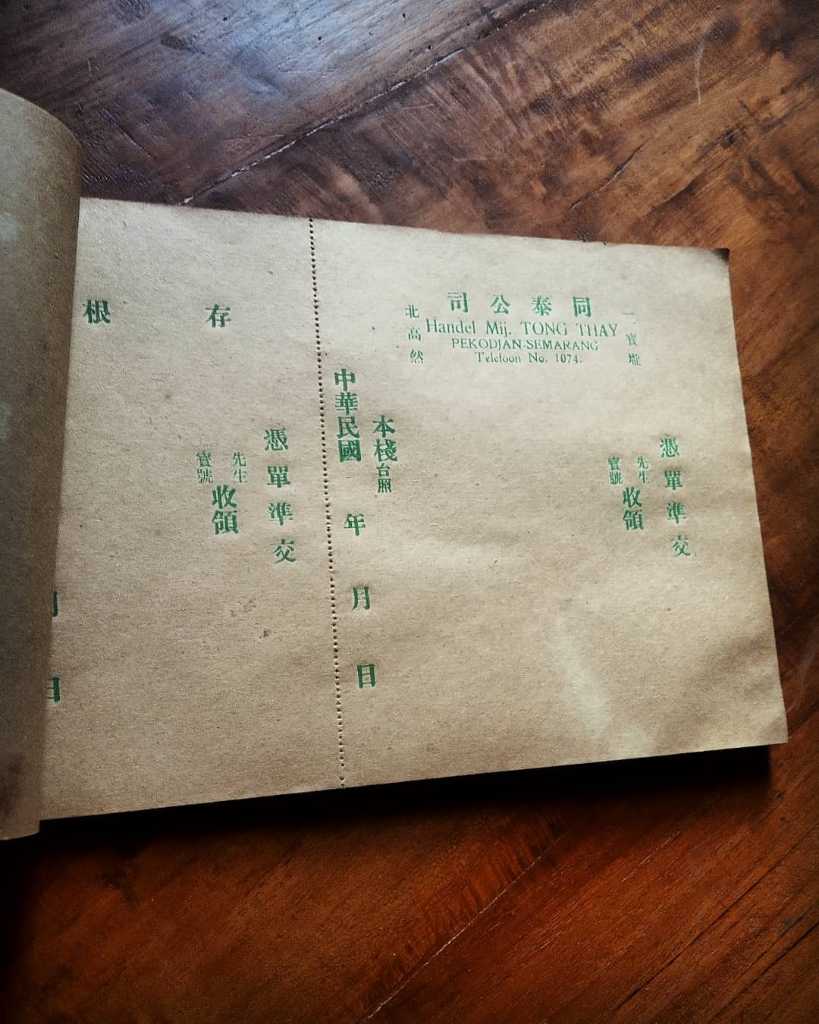 同泰公司
寶壠
Handel Mij. TONG THAY
PEKODJAN-SEMARANG
Telefoon No. 1074.
北高然
憑單準交
先生
寶號
收領
本棧台照
中華民國 年 月 日
存根
憑單準交
先生
寶號
收領